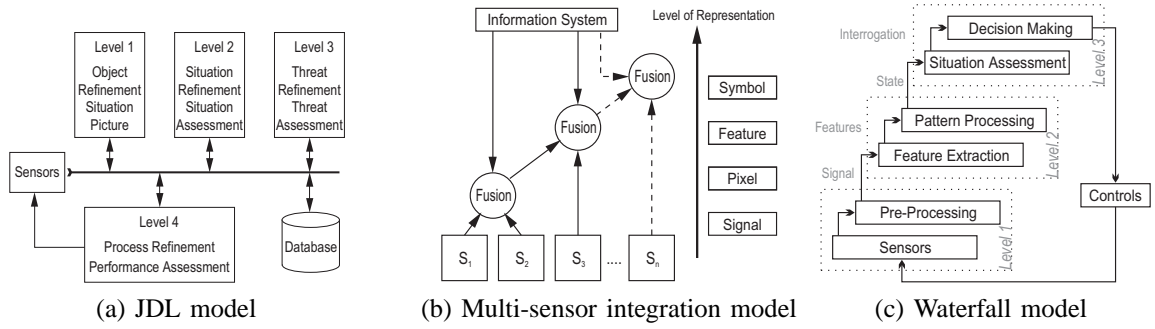 Level 1
Object
Refinement
Situation
Picture
Level 2
Situation
Refinement
Situation
Assessment
Level 3
Threat
Refinement
Threat
Assessment
Sensors
Level 4
Process Refinement
Performance Assessment
Database
(a) JDL model
Information System
Level of Representation
Fusion
Fusion
Fusion
S1
S2
S3
....
Sn
Symbol
Feature
Pixel
Signal
(b) Multi-sensor integration model
Interrogation
Decision Making
Situation Assessment
Level.3
State
Features
Pattern Processing
Feature Extraction
Level.2
Signal
Pre-Processing
Sensors
Level.1
Controls
(c) Waterfall model